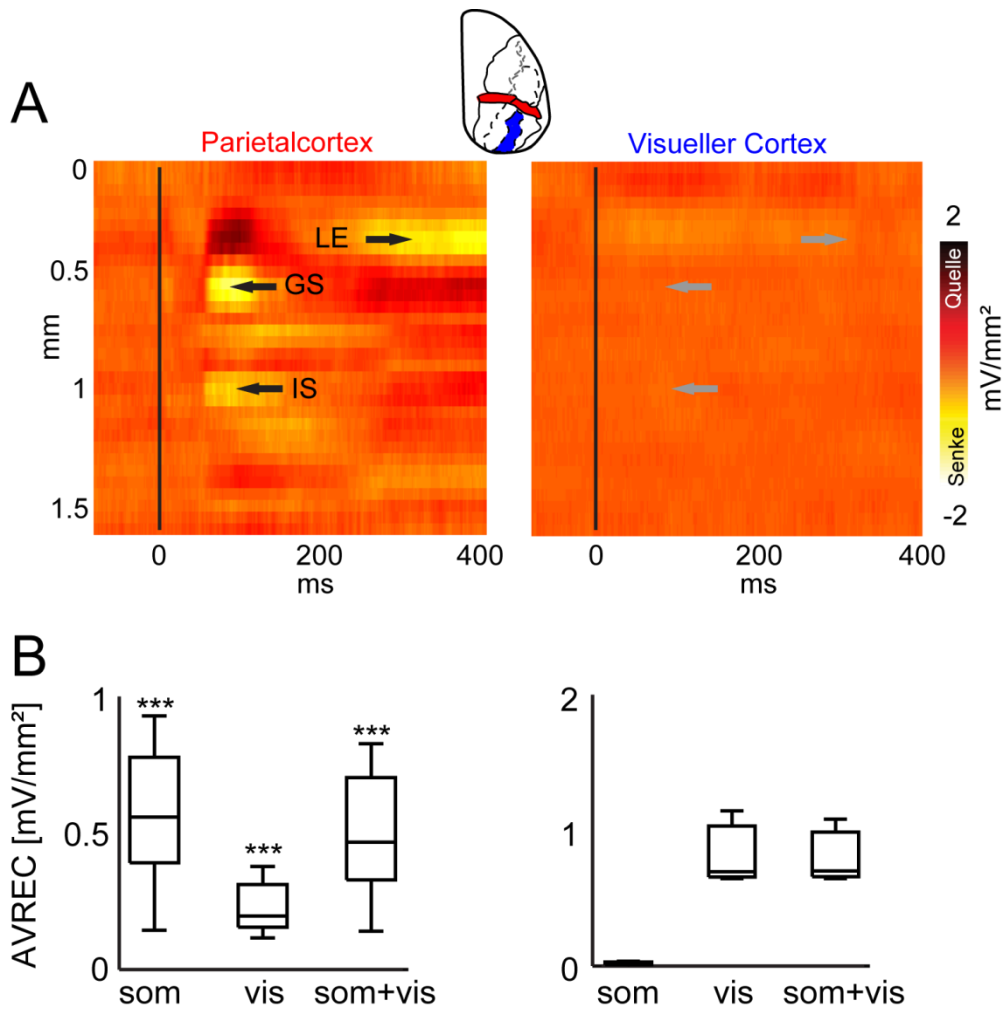 A
Parietalcortex
Visueller Cortex
0
0.5
1
1.5
mm
LE
GS
IS
0 200 400
ms
0 200 400
ms
2
Quelle
Senke
-2
mV/mm²
B
AVREC [mV/mm²]
1
0.5
0
***
***
***
som vis som+vis
2
1
0
som vis som+vis